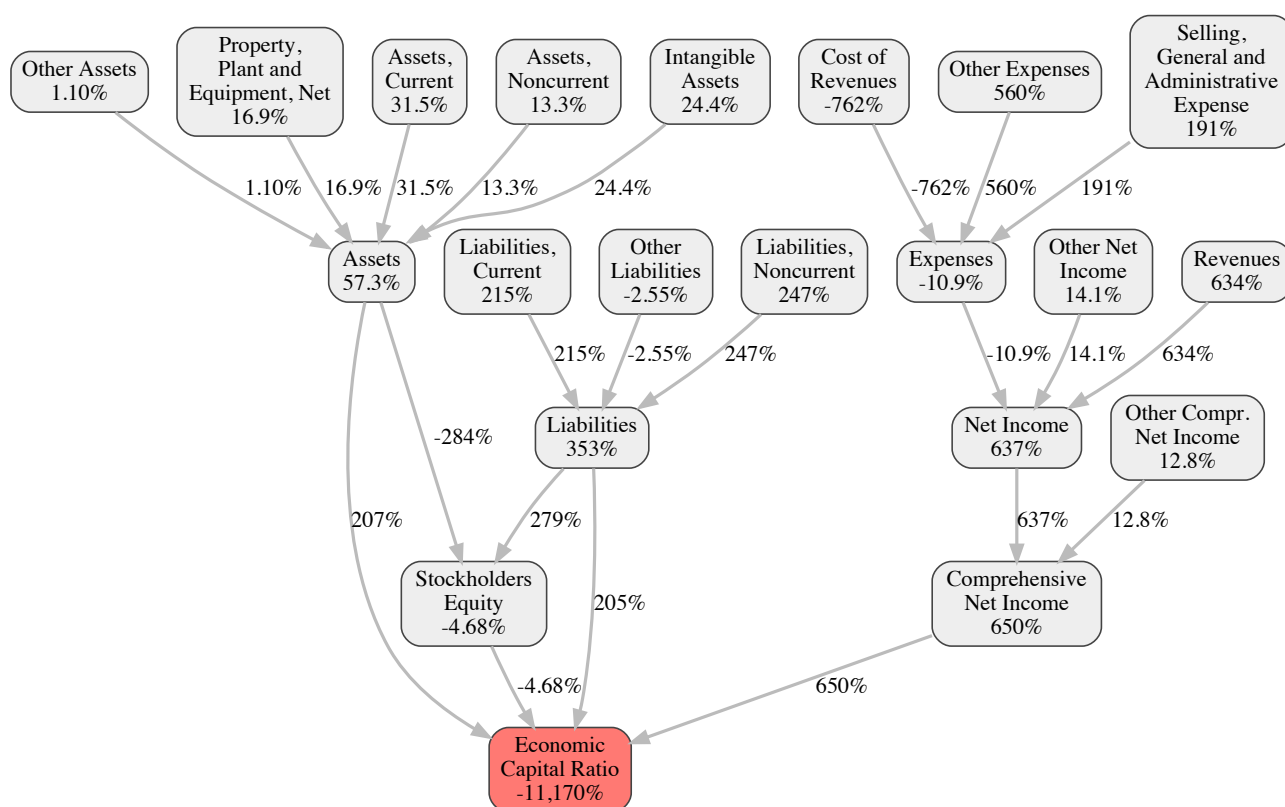 Other Assets
1.10%
Property,
Plant and
Equipment, Net
16.9%
Assets,
Current
31.5%
Assets,
Noncurrent
13.3%
Intangible
Assets
24.4%
Cost of
Revenues
-762%
Other Expenses
560%
Selling,
General and
Administrative
Expense
191%
1.10%
16.9%
31.5%
13.3%
24.4%
-762%
560%
191%
Assets
57.3%
Liabilities,
Current
215%
Other
Liabilities
-2.55%
Liabilities,
Noncurrent
247%
Expenses
-10.9%
Other Net
Income
14.1%
Revenues
634%
215%
-2.55%
247%
-10.9%
14.1%
634%
-284%
Liabilities
353%
Net Income
637%
Other Compr.
Net Income
12.8%
207%
279%
637%
12.8%
Stockholders
Equity
-4.68%
205%
Comprehensive
Net Income
650%
-4.68%
650%
Economic
Capital Ratio
-11,170%